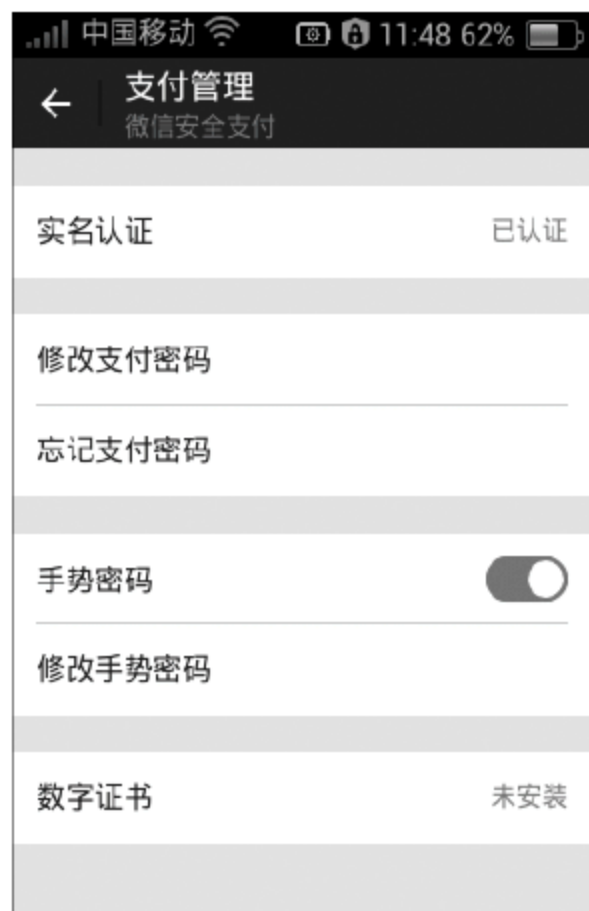 中国移动 11:48 62%
支付管理
微信安全支付
实名认证 已认证
修改支付密码
忘记支付密码
手势密码
修改手势密码
数字证书 未安装